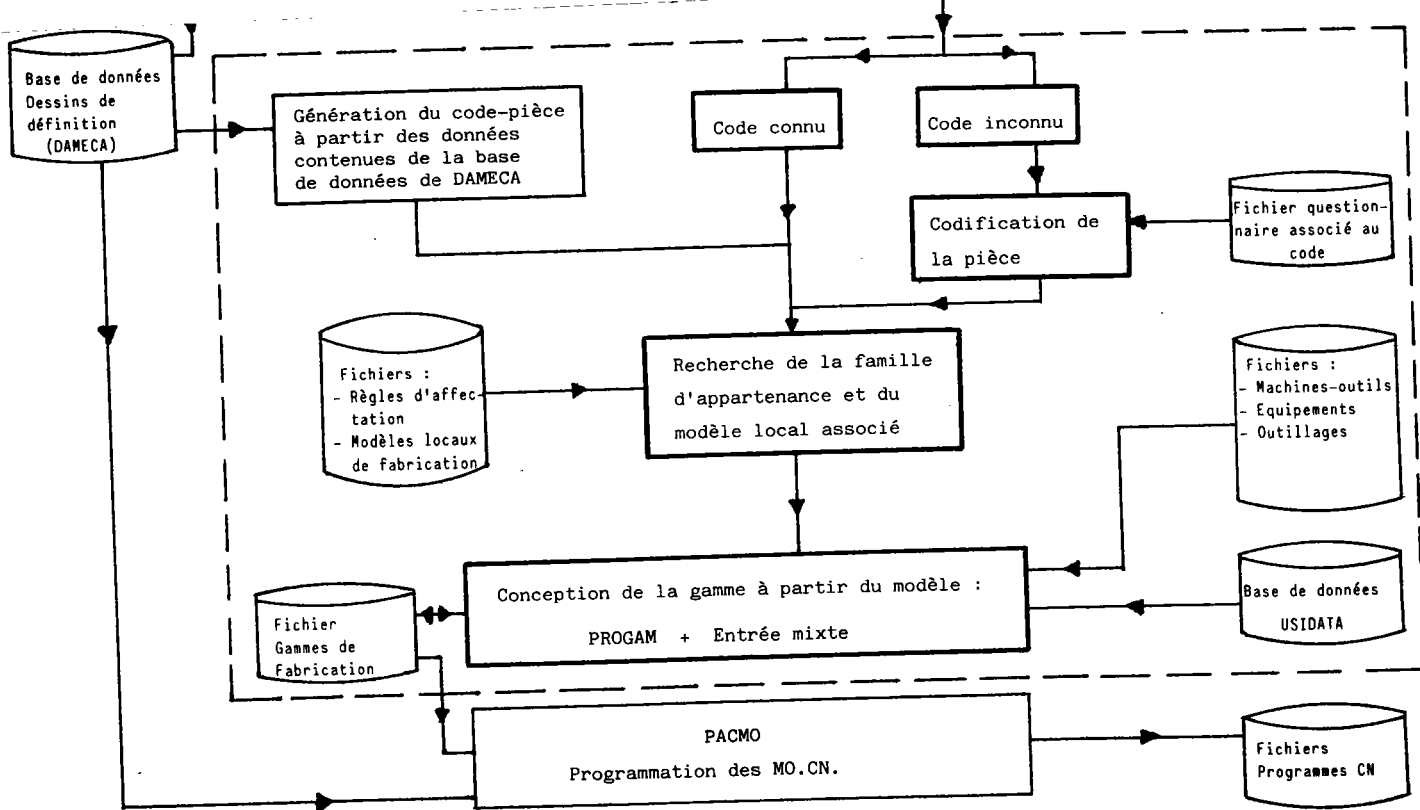 Base de données
Dessins de
définition
(DAMECA)
Génération du code-pièce
à partir des données
contenues de la base
de données de DAMECA
Code connu
Code inconnu
Codification de
la pièce
Fichier question-
naire associé au
code
Fichiers :
- Règles d'affec-
tation
- Modèles locaux
de fabrication
Recherche de la famille
d'appartenance et du
modèle local associé
Fichiers :
- Machines-outils
- Equipements
- Outillages
Conception de la gamme à partir du modèle :
PROGAM + Entrée mixte
Fichier
Gammes de
Fabrication
Base de données
USIDATA
PACMO
Programmation des MO.CN.
Fichiers
Programmes CN